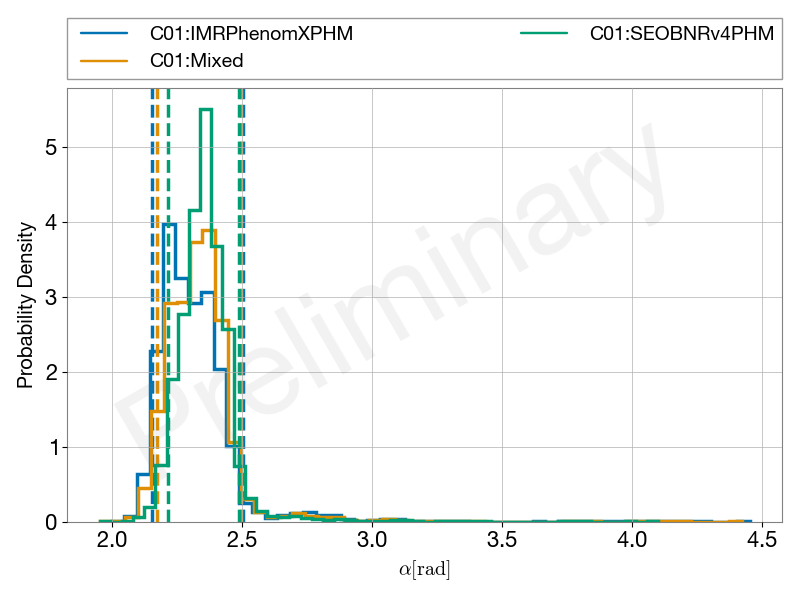 C01:IMRPhenomXPHM
C01:Mixed
C01:SEOBNRv4PHM
Preliminary
Probability Density
5
4
3
2
1
0
2.0 2.5 3.0 3.5 4.0 4.5
α[rad]